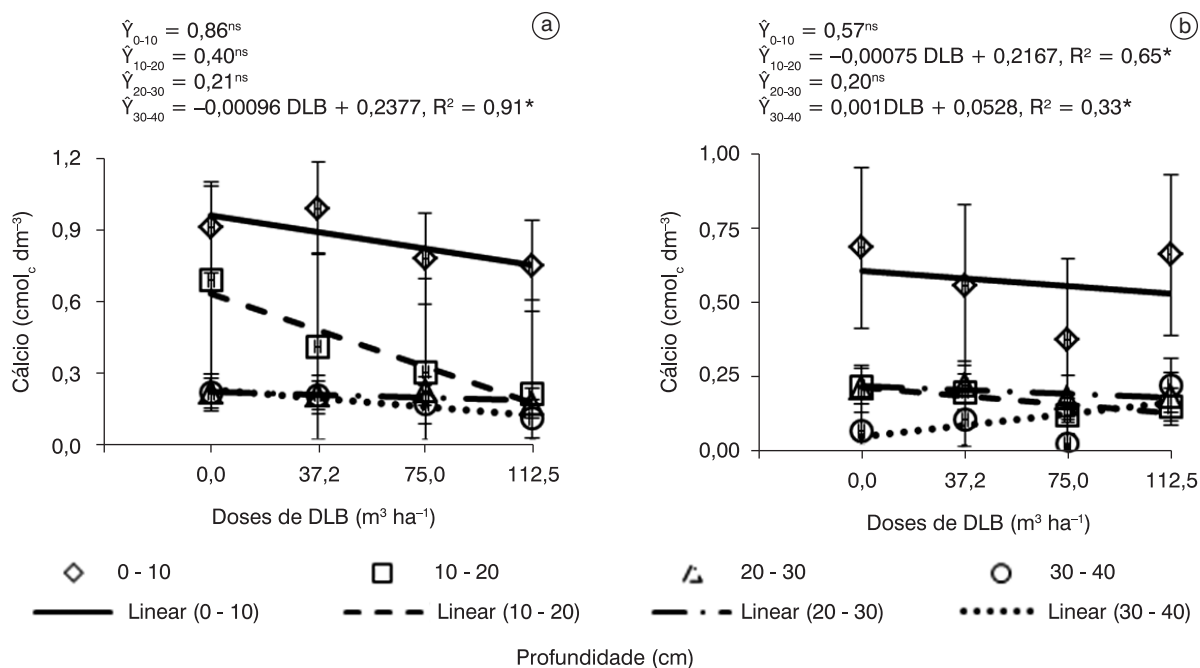 Ŷ0-10 = 0,86ns
Ŷ10-20 = 0,40ns
Ŷ20-30 = 0,21ns
Ŷ30-40 = –0,00096 DLB + 0,2377, R² = 0,91*
a
1,2
0,9
0,6
0,3
0,0
Cálcio (cmolc dm–3)
0,0 37,2 75,0 112,5
Doses de DLB (m³ ha–1)
Ŷ0-10 = 0,57ns
Ŷ10-20 = –0,00075 DLB + 0,2167, R² = 0,65*
Ŷ20-30 = 0,20ns
Ŷ30-40 = 0,001DLB + 0,0528, R² = 0,33*
b
1,00
0,75
0,50
0,25
0,00
Cálcio (cmolc dm–3)
0,0 37,2 75,0 112,5
Doses de DLB (m³ ha–1)
0 - 10 10 - 20 20 - 30 30 - 40
Linear (0 - 10) Linear (10 - 20) Linear (20 - 30) Linear (30 - 40)
Profundidade (cm)